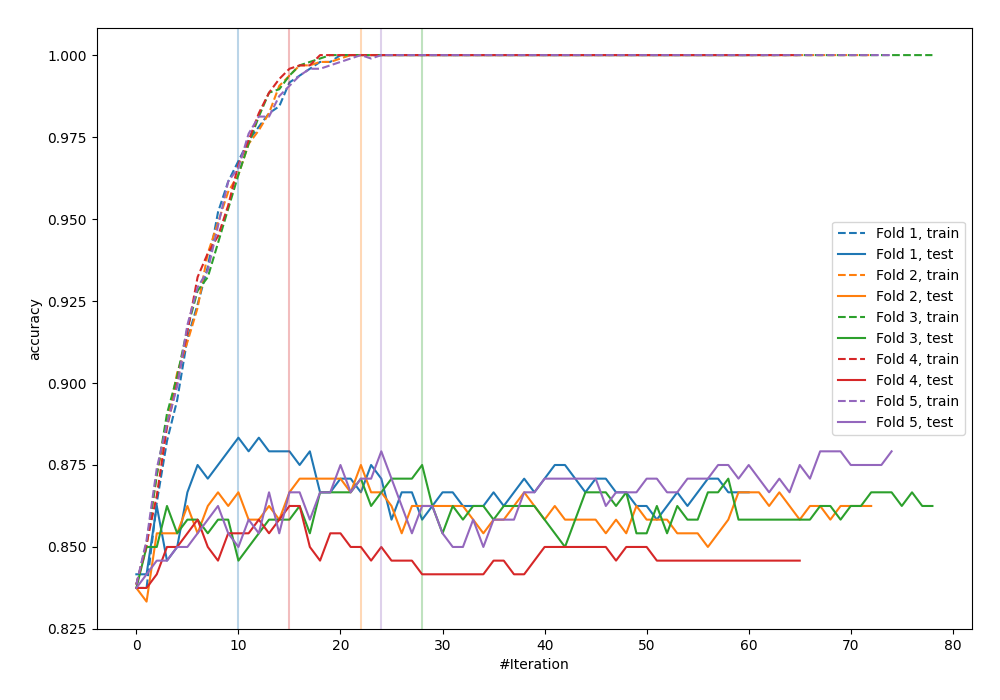 1.000
0.975
0.950
0.925
0.900
0.875
0.850
0.825
accuracy
0 10 20 30 40 50 60 70 80
#Iteration
Fold 1, train
Fold 1, test
Fold 2, train
Fold 2, test
Fold 3, train
Fold 3, test
Fold 4, train
Fold 4, test
Fold 5, train
Fold 5, test